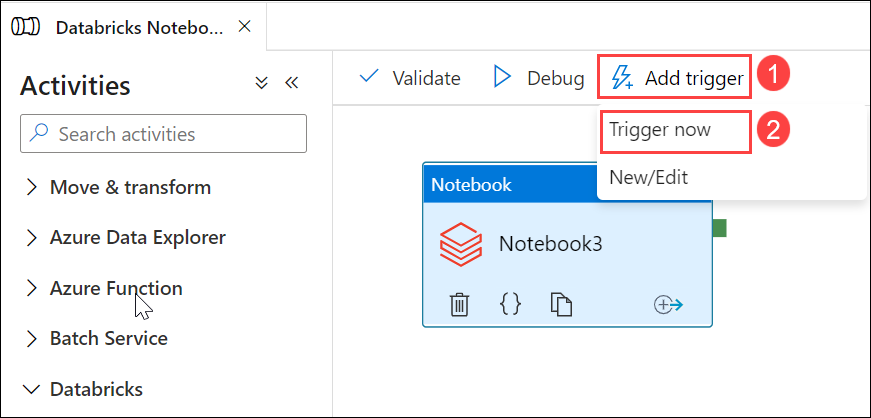 Databricks Notebo...
Activities
Search activities
Move & transform
Azure Data Explorer
Azure Function
Batch Service
Databricks
Validate Debug Add trigger 1
Trigger now 2
New/Edit
Notebook
Notebook3
{}